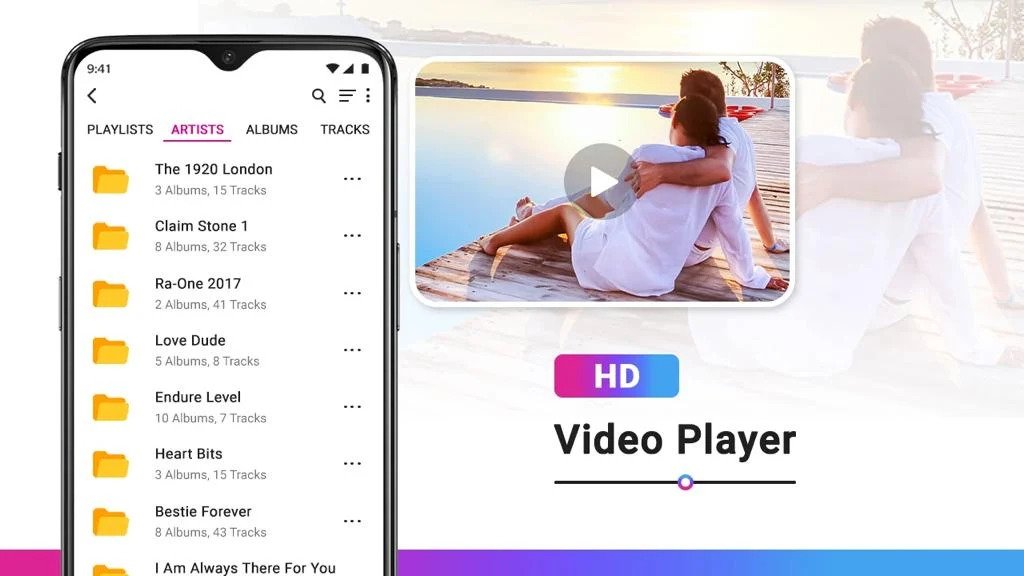 9:41
PLAYLISTS ARTISTS ALBUMS TRACKS
The 1920 London
3 Albums, 15 Tracks
Claim Stone 1
8 Albums, 32 Tracks
Ra-One 2017
2 Albums, 41 Tracks
Love Dude
5 Albums, 8 Tracks
Endure Level
10 Albums, 7 Tracks
Heart Bits
3 Albums, 15 Tracks
Bestie Forever
8 Albums, 43 Tracks
I Am Always There For You
HD
Video Player